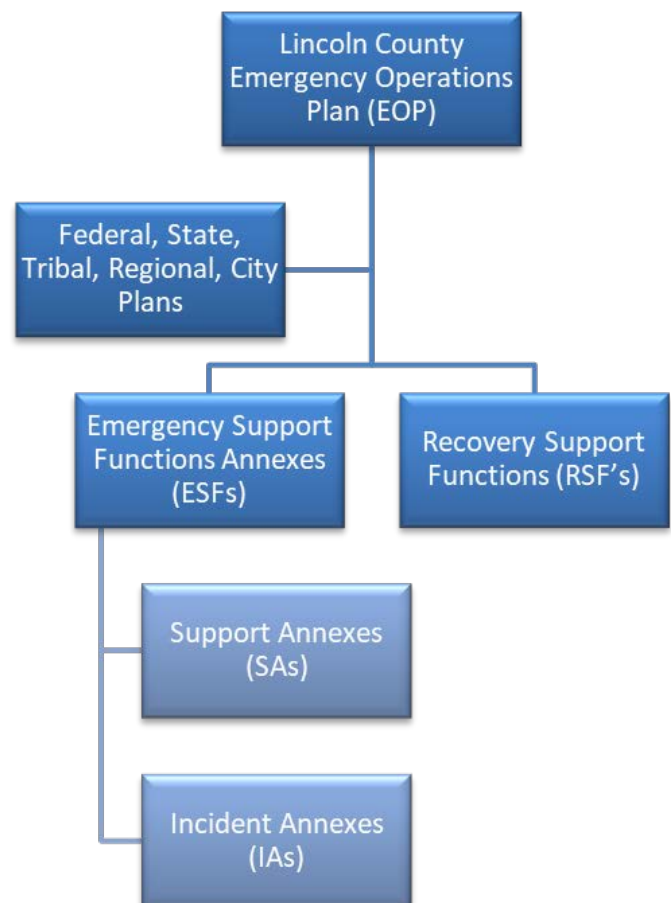 Lincoln County
Emergency Operations
Plan (EOP)
Federal, State,
Tribal, Regional, City
Plans
Emergency Support
Functions Annexes
(ESFs)
Recovery Support
Functions (RSF’s)
Support Annexes
(SAs)
Incident Annexes
(IAs)